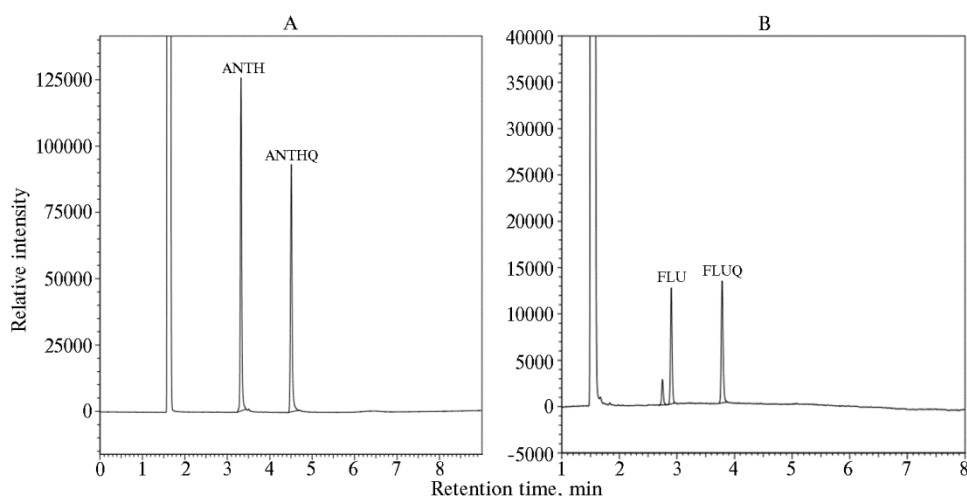 A
B
Relative intensity
125000
100000
75000
50000
25000
0
ANTH
ANTHQ
0 1 2 3 4 5 6 7 8
40000
35000
30000
25000
20000
15000
10000
5000
0
-5000
FLU
FLUQ
1 2 3 4 5 6 7 8
Retention time, min